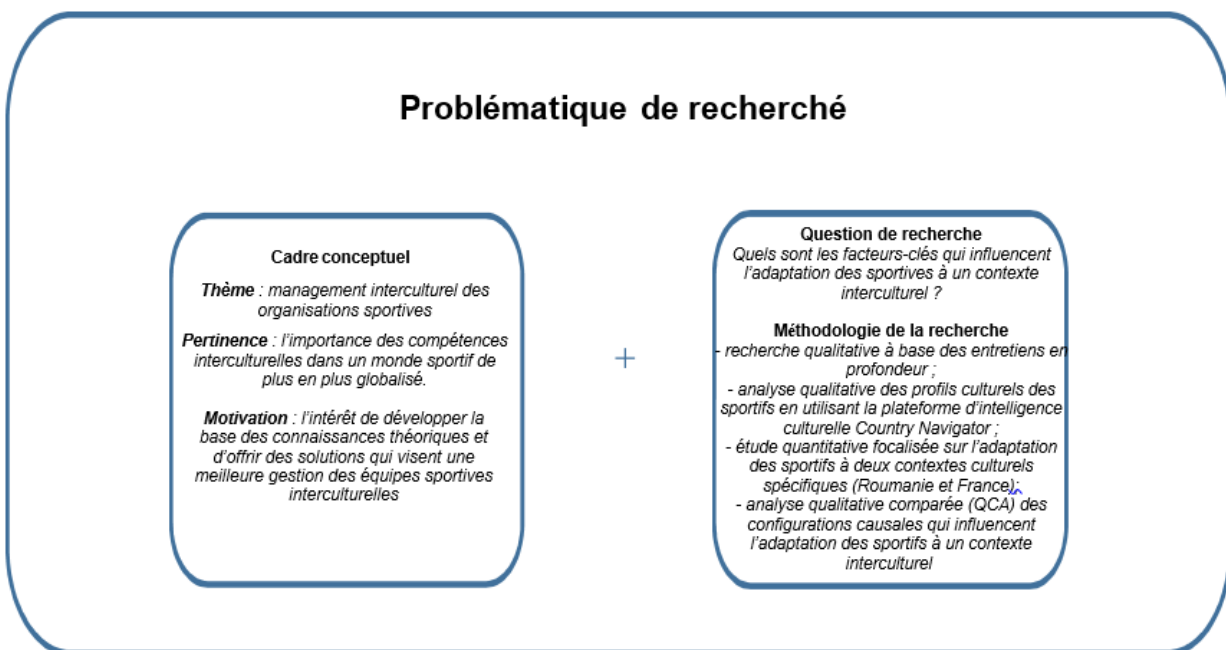 Problématique de recherché
Cadre conceptuel
Thème : management interculturel des
organisations sportives
Pertinence : l’importance des compétences
interculturelles dans un monde sportif de
plus en plus globalisé.
Motivation : l’intérêt de développer la
base des connaissances théoriques et
d’offrir des solutions qui visent une
meilleure gestion des équipes sportives
interculturelles
+
Question de recherche
Quels sont les facteurs-clés qui influencent
l’adaptation des sportives à un contexte
interculturel ?
Méthodologie de la recherche
- recherche qualitative à base des entretiens en
profondeur ;
- analyse qualitative des profils culturels des
sportifs en utilisant la plateforme d’intelligence
culturelle Country Navigator ;
- étude quantitative focalisée sur l’adaptation
des sportifs à deux contextes culturels
spécifiques (Roumanie et France);
- analyse qualitative comparée (QCA) des
configurations causales qui influencent
l’adaptation des sportifs à un contexte
interculturel